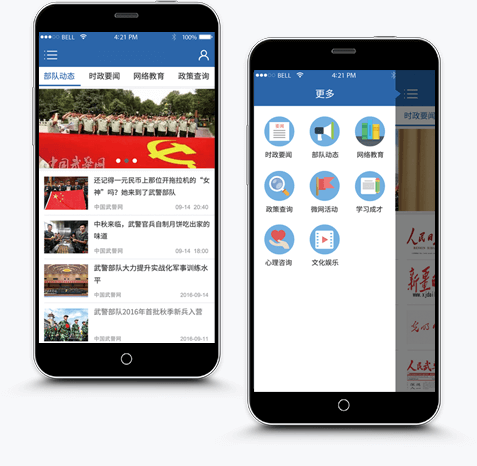 BELL 4:21 PM 100%
部队动态 时政要闻 网络教育 政策查询
中国武警网
还记得一元民币上那位开拖拉机的“女
神”吗？她来到了武警部队
中国武警网 09-14 20:40
中秋来临，武警官兵自制月饼吃出家的
味道
中国武警网 09-14 18:00
武警部队大力提升实战化军事训练水
平
中国武警网 2016-09-14
武警部队2016年首批秋季新兵入营
中国武警网 2016-09-11
BELL 4:21 PM
更多
时政要闻
时政要闻 部队动态 网络教育
政策查询 微网活动 学习成才
心理咨询 文化娱乐
人民日
新疆
光明
人民武